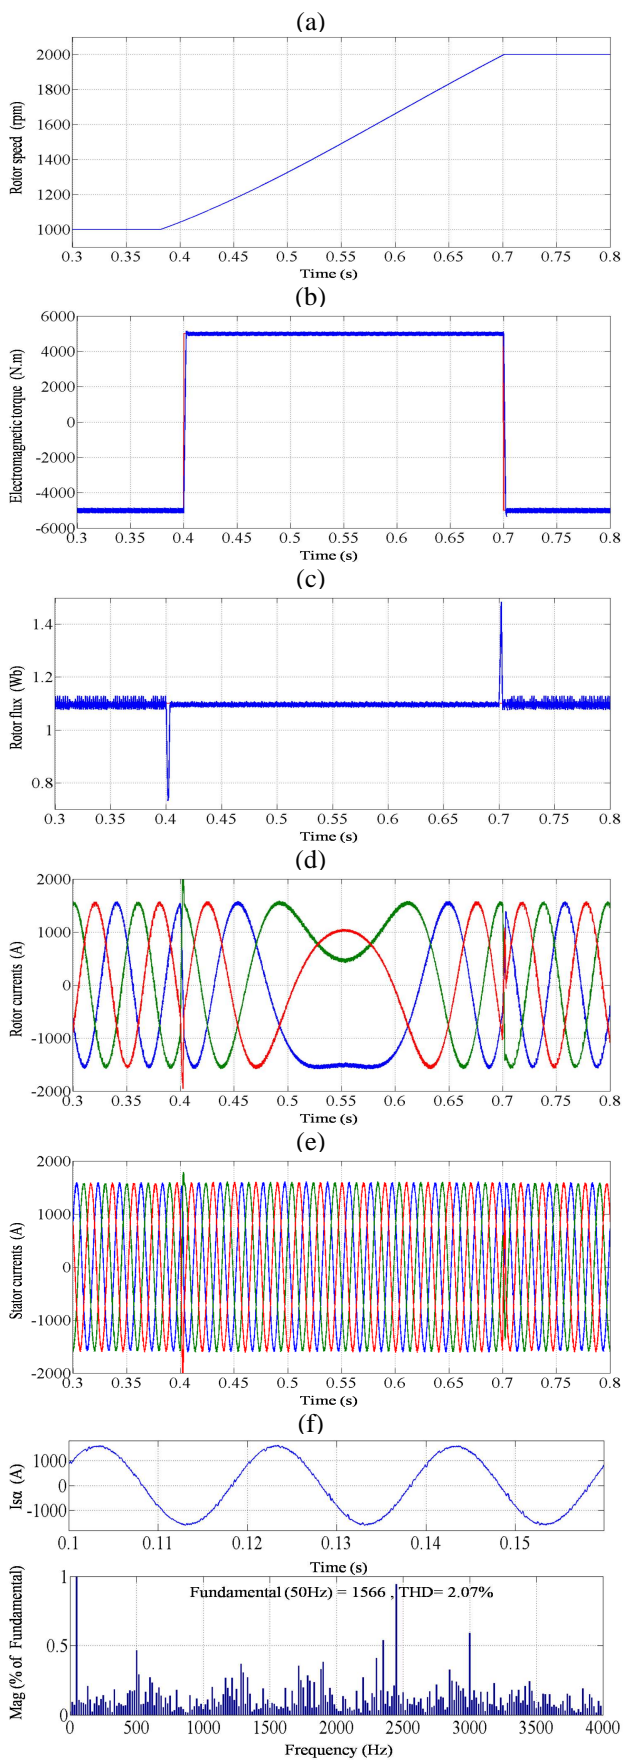 (a)
2000
1800
1600
1400
1200
1000
Rotor speed (rpm)
0.3 0.35 0.4 0.45 0.5 0.55 0.6 0.65 0.7 0.75 0.8
Time (s)
(b)
6000
4000
2000
0
-2000
-4000
-6000
Electromagnetic torque (N.m)
0.3 0.35 0.4 0.45 0.5 0.55 0.6 0.65 0.7 0.75 0.8
Time (s)
(c)
1.4
1.2
1
0.8
Rotor flux (Wb)
0.3 0.35 0.4 0.45 0.5 0.55 0.6 0.65 0.7 0.75 0.8
Time (s)
(d)
2000
1000
0
-1000
-2000
Rotor currents (A)
0.3 0.35 0.4 0.45 0.5 0.55 0.6 0.65 0.7 0.75 0.8
Time (s)
(e)
2000
1000
0
-1000
-2000
Stator currents (A)
0.3 0.35 0.4 0.45 0.5 0.55 0.6 0.65 0.7 0.75 0.8
Time (s)
(f)
1000
0
-1000
Isα (A)
0.1 0.11 0.12 0.13 0.14 0.15
Time (s)
1
0.5
0
Mag (% of Fundamental)
Fundamental (50Hz) = 1566 , THD= 2.07%
0 500 1000 1500 2000 2500 3000 3500 4000
Frequency (Hz)